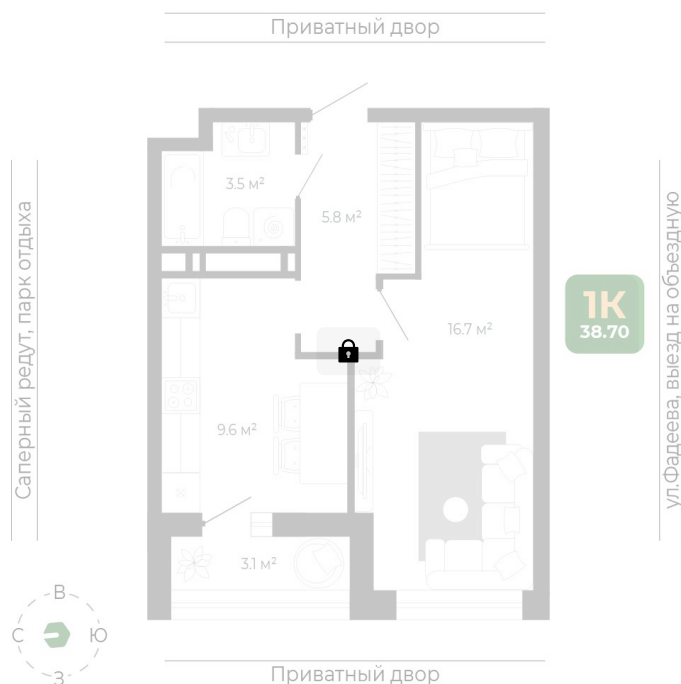 Приватный двор
Саперный редут, парк отдыха
3.5 м²
5.8 м²
16.7 м²
1К
38.70
ул.Фадеева, выезд на объездную
9.6 м²
3.1 м²
В
С
Ю
З
Приватный двор